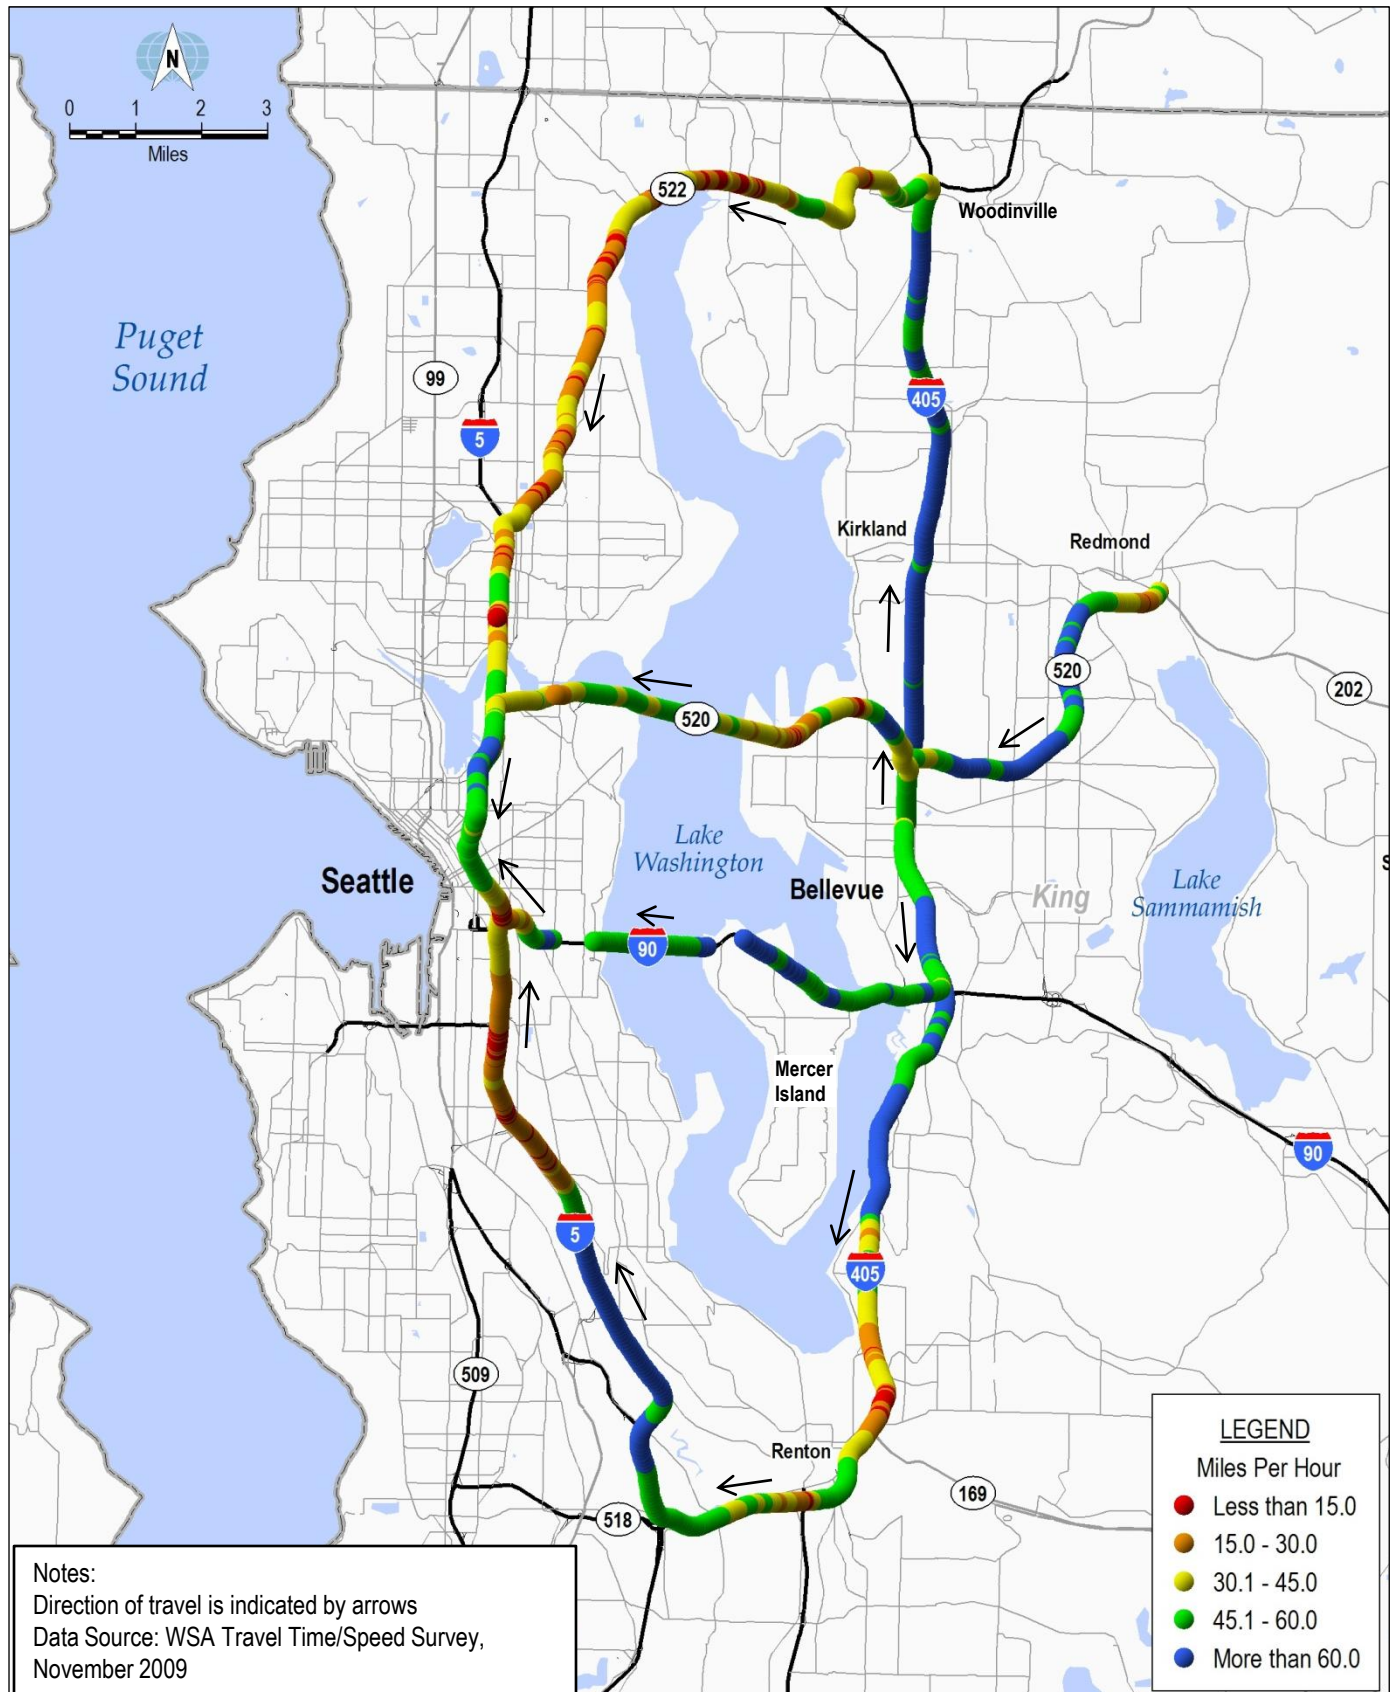 N
0 1 2 3
Miles
522
Woodinville
Puget
Sound
99
405
5
Kirkland
Redmond
520
202
520
Lake
Washington
Seattle
Bellevue
King
Lake
Sammamish
S
90
Mercer
Island
90
5
405
509
Renton
169
518
LEGEND
Miles Per Hour
Less than 15.0
15.0 - 30.0
30.1 - 45.0
45.1 - 60.0
More than 60.0
Notes:
Direction of travel is indicated by arrows
Data Source: WSA Travel Time/Speed Survey,
November 2009